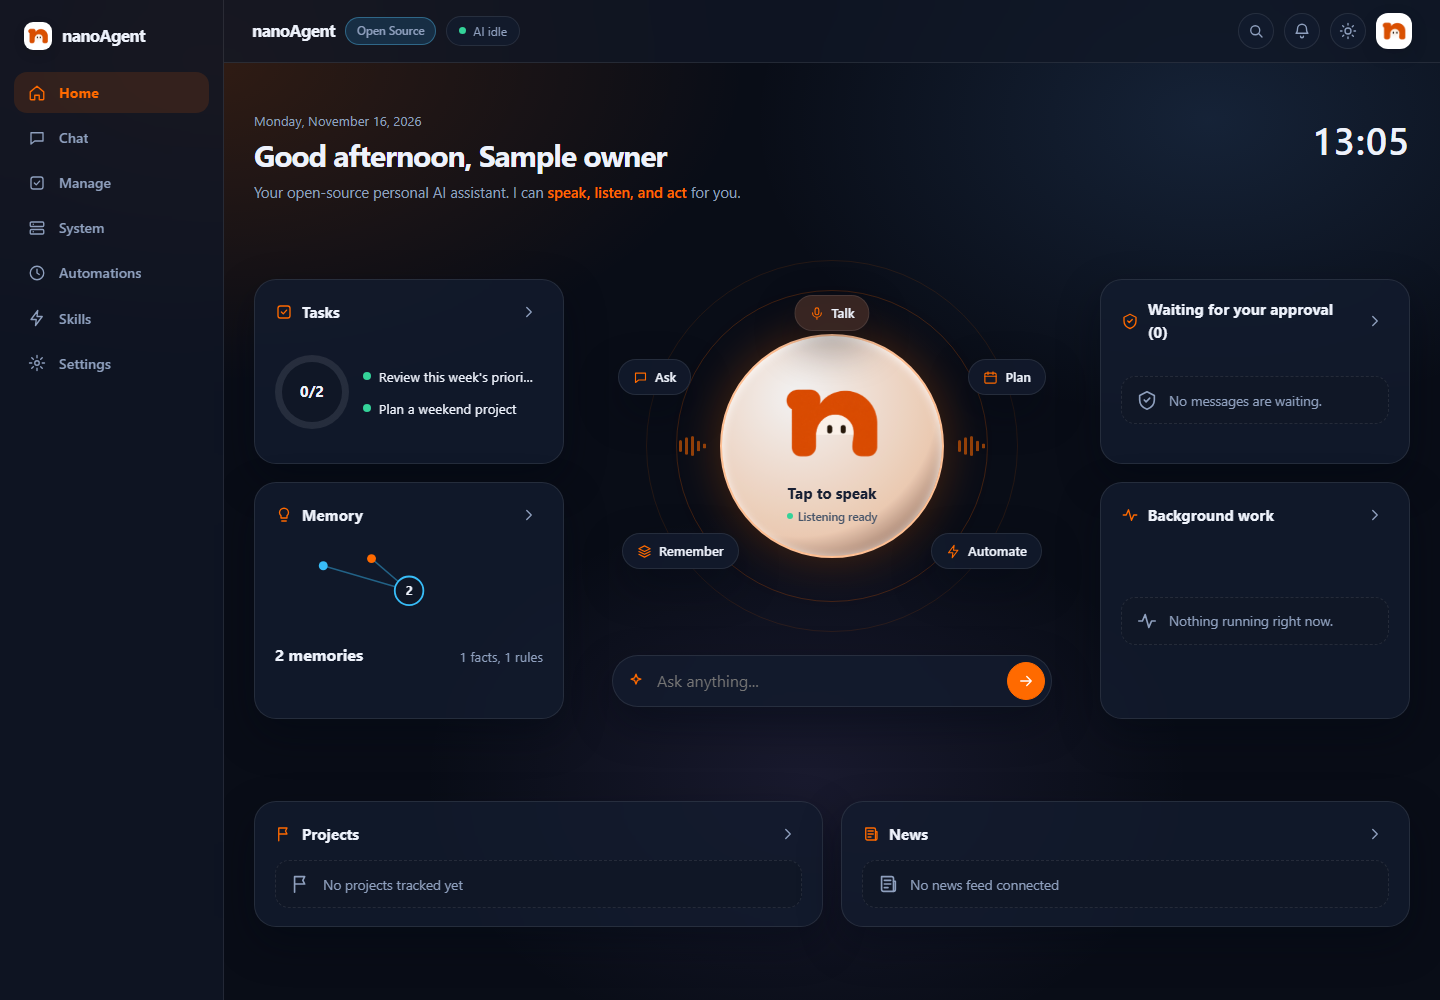 nanoAgent
Home
Chat
Manage
System
Automations
Skills
Settings
nanoAgent
Open Source
AI idle
Monday, November 16, 2026
Good afternoon, Sample owner
Your open-source personal AI assistant. I can speak, listen, and act for you.
13:05
Tasks
0/2
Review this week's priori...
Plan a weekend project
Memory
2
2 memories
1 facts, 1 rules
Talk
Ask
Plan
Tap to speak
Listening ready
Remember
Automate
Ask anything...
Waiting for your approval
(0)
No messages are waiting.
Background work
Nothing running right now.
Projects
No projects tracked yet
News
No news feed connected